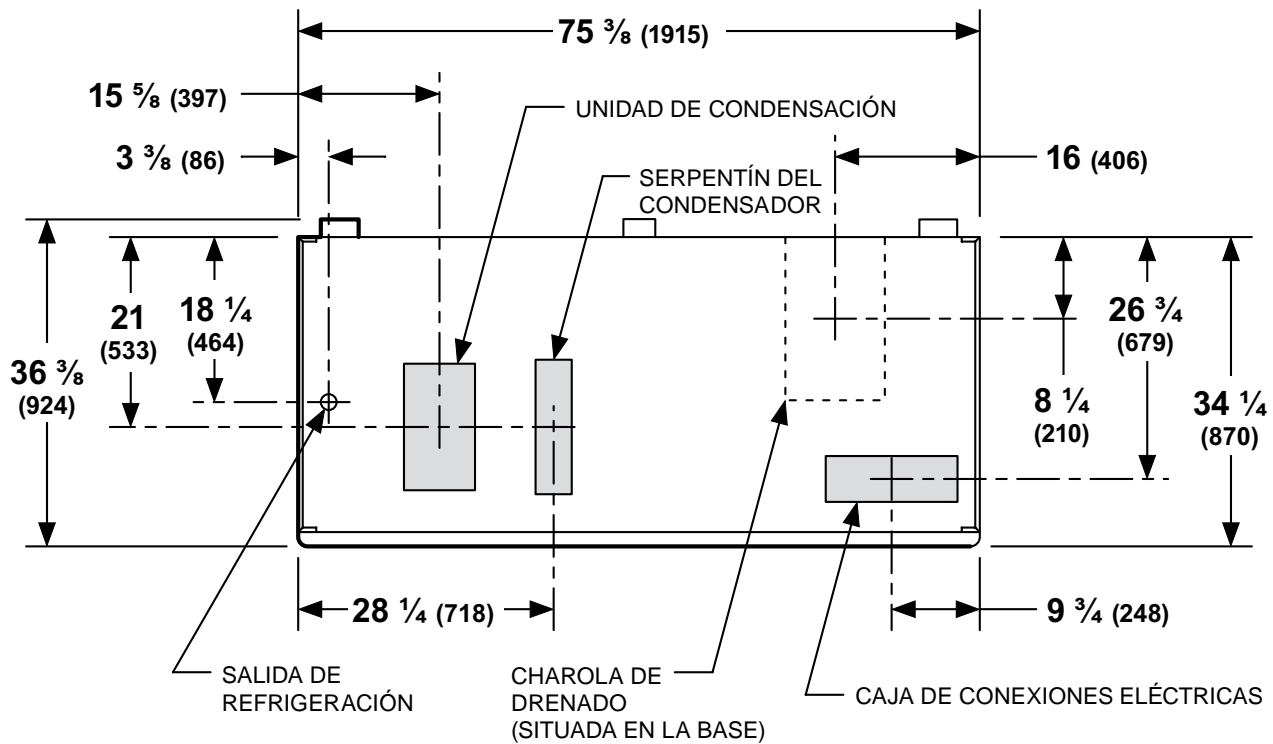 75 ⅜ (1915)
15 ⅝ (397)
UNIDAD DE CONDENSACIÓN
3 ⅜ (86)
16 (406)
SERPENTÍN DEL
CONDENSADOR
36 ⅜
(924)
21
(533)
18 ¼
(464)
26 ¾
(679)
8 ¼
(210)
34 ¼
(870)
28 ¼ (718)
9 ¾ (248)
SALIDA DE
REFRIGERACIÓN
CHAROLA DE
DRENADO
(SITUADA EN LA BASE)
CAJA DE CONEXIONES ELÉCTRICAS